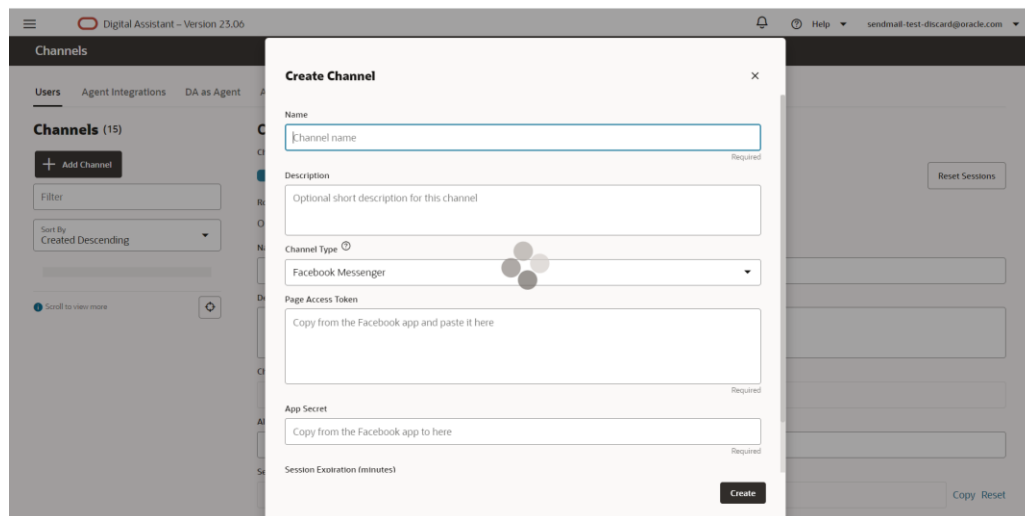 Digital Assistant – Version 23.06
Help
sendmail-test-discard@oracle.com
Channels
Users
Agent Integrations
DA as Agent
Channels (15)
Add Channel
Filter
Sort By
Created Descending
Scroll to view more
Reset Sessions
Create Channel
Name
Channel name
Required
Description
Optional short description for this channel
Channel Type
Facebook Messenger
Page Access Token
Copy from the Facebook app and paste it here
Required
App Secret
Copy from the Facebook app to here
Required
Session Expiration (minutes)
Create
Copy Reset